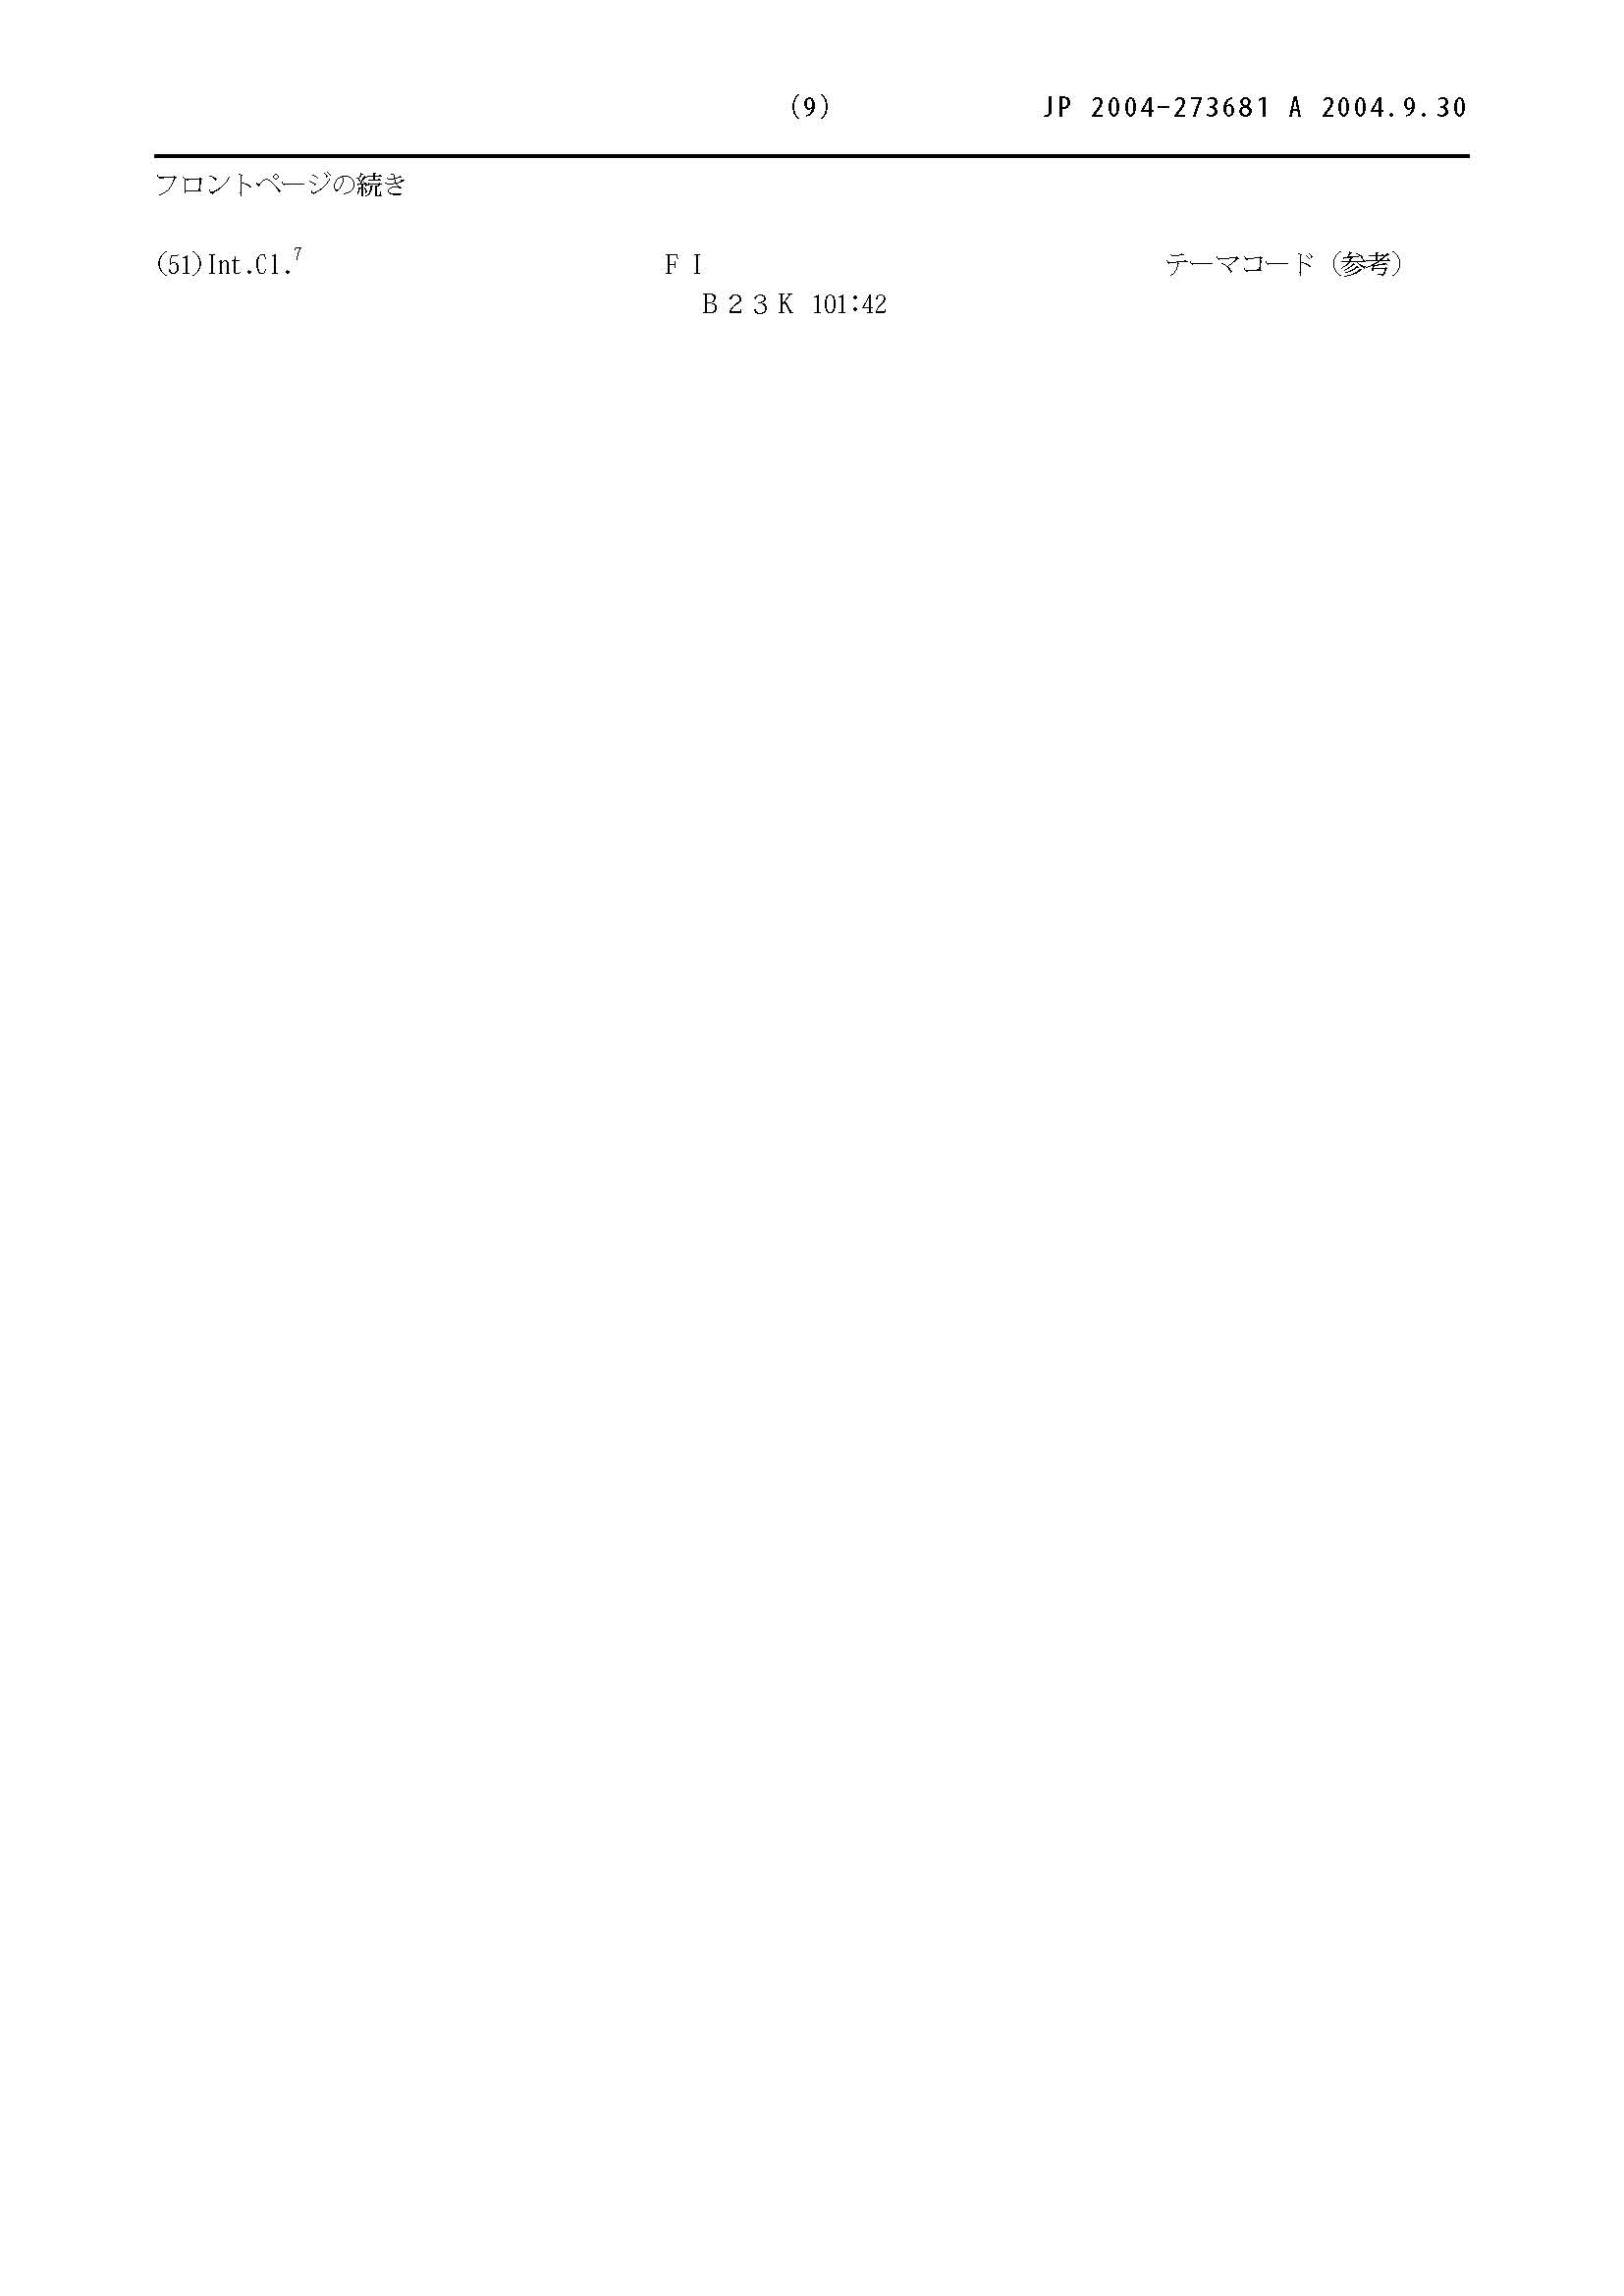 (9) JP 2004-273681 A 2004.9.30
フロントページの続き
(51)Int.Cl.⁷ ＦＩ テーマコード（参考）
Ｂ２３Ｋ 101:42